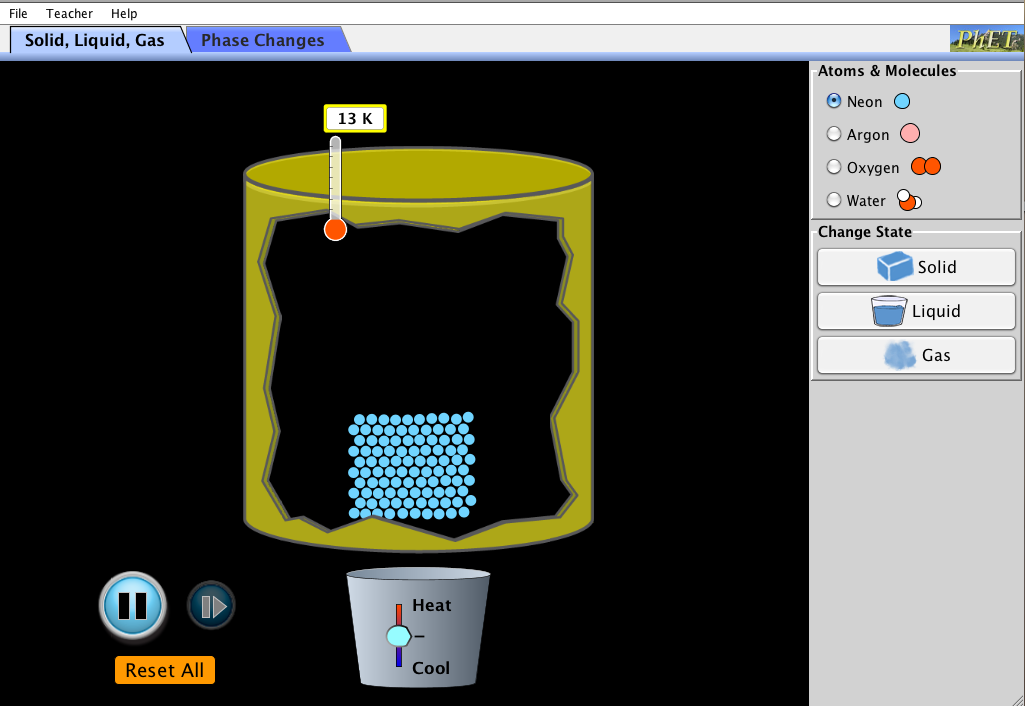 File Teacher Help
Solid, Liquid, Gas Phase Changes
PhET
Atoms & Molecules
13 K
Neon
Argon
Oxygen
Water
Change State
Solid
Liquid
Gas
Heat
Cool
Reset All